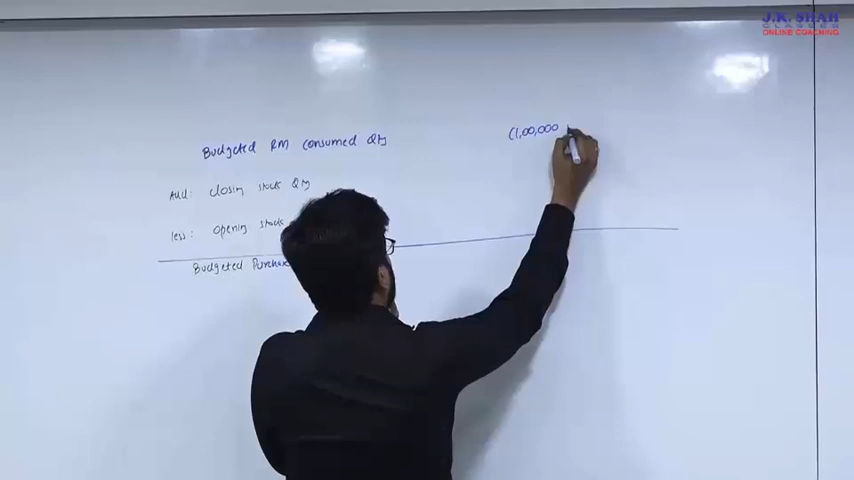 J.K. SHAH
CLASSES
ONLINE COACHING
Budgeted RM Consumed Qty (1,00,000
Add: closing stock Qty
less: opening stock
Budgeted Purchase